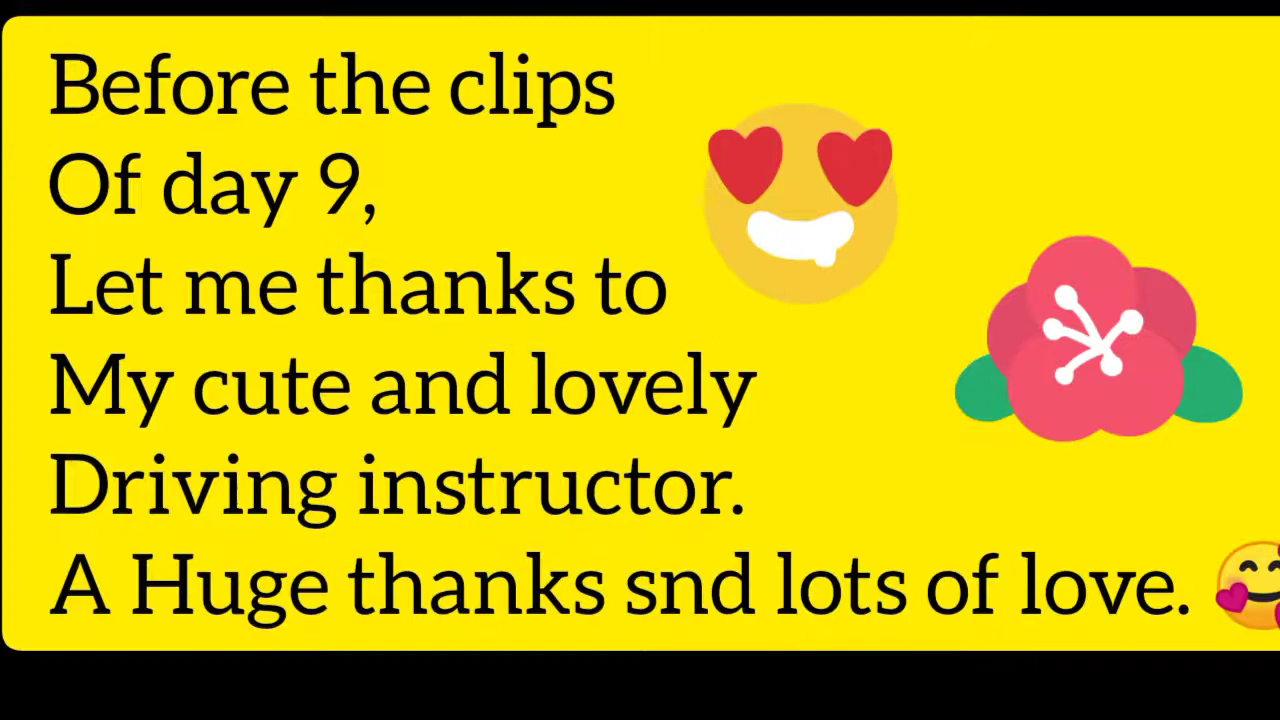 Before the clips
Of day 9,
Let me thanks to
My cute and lovely
Driving instructor.
A Huge thanks snd lots of love. 🥰